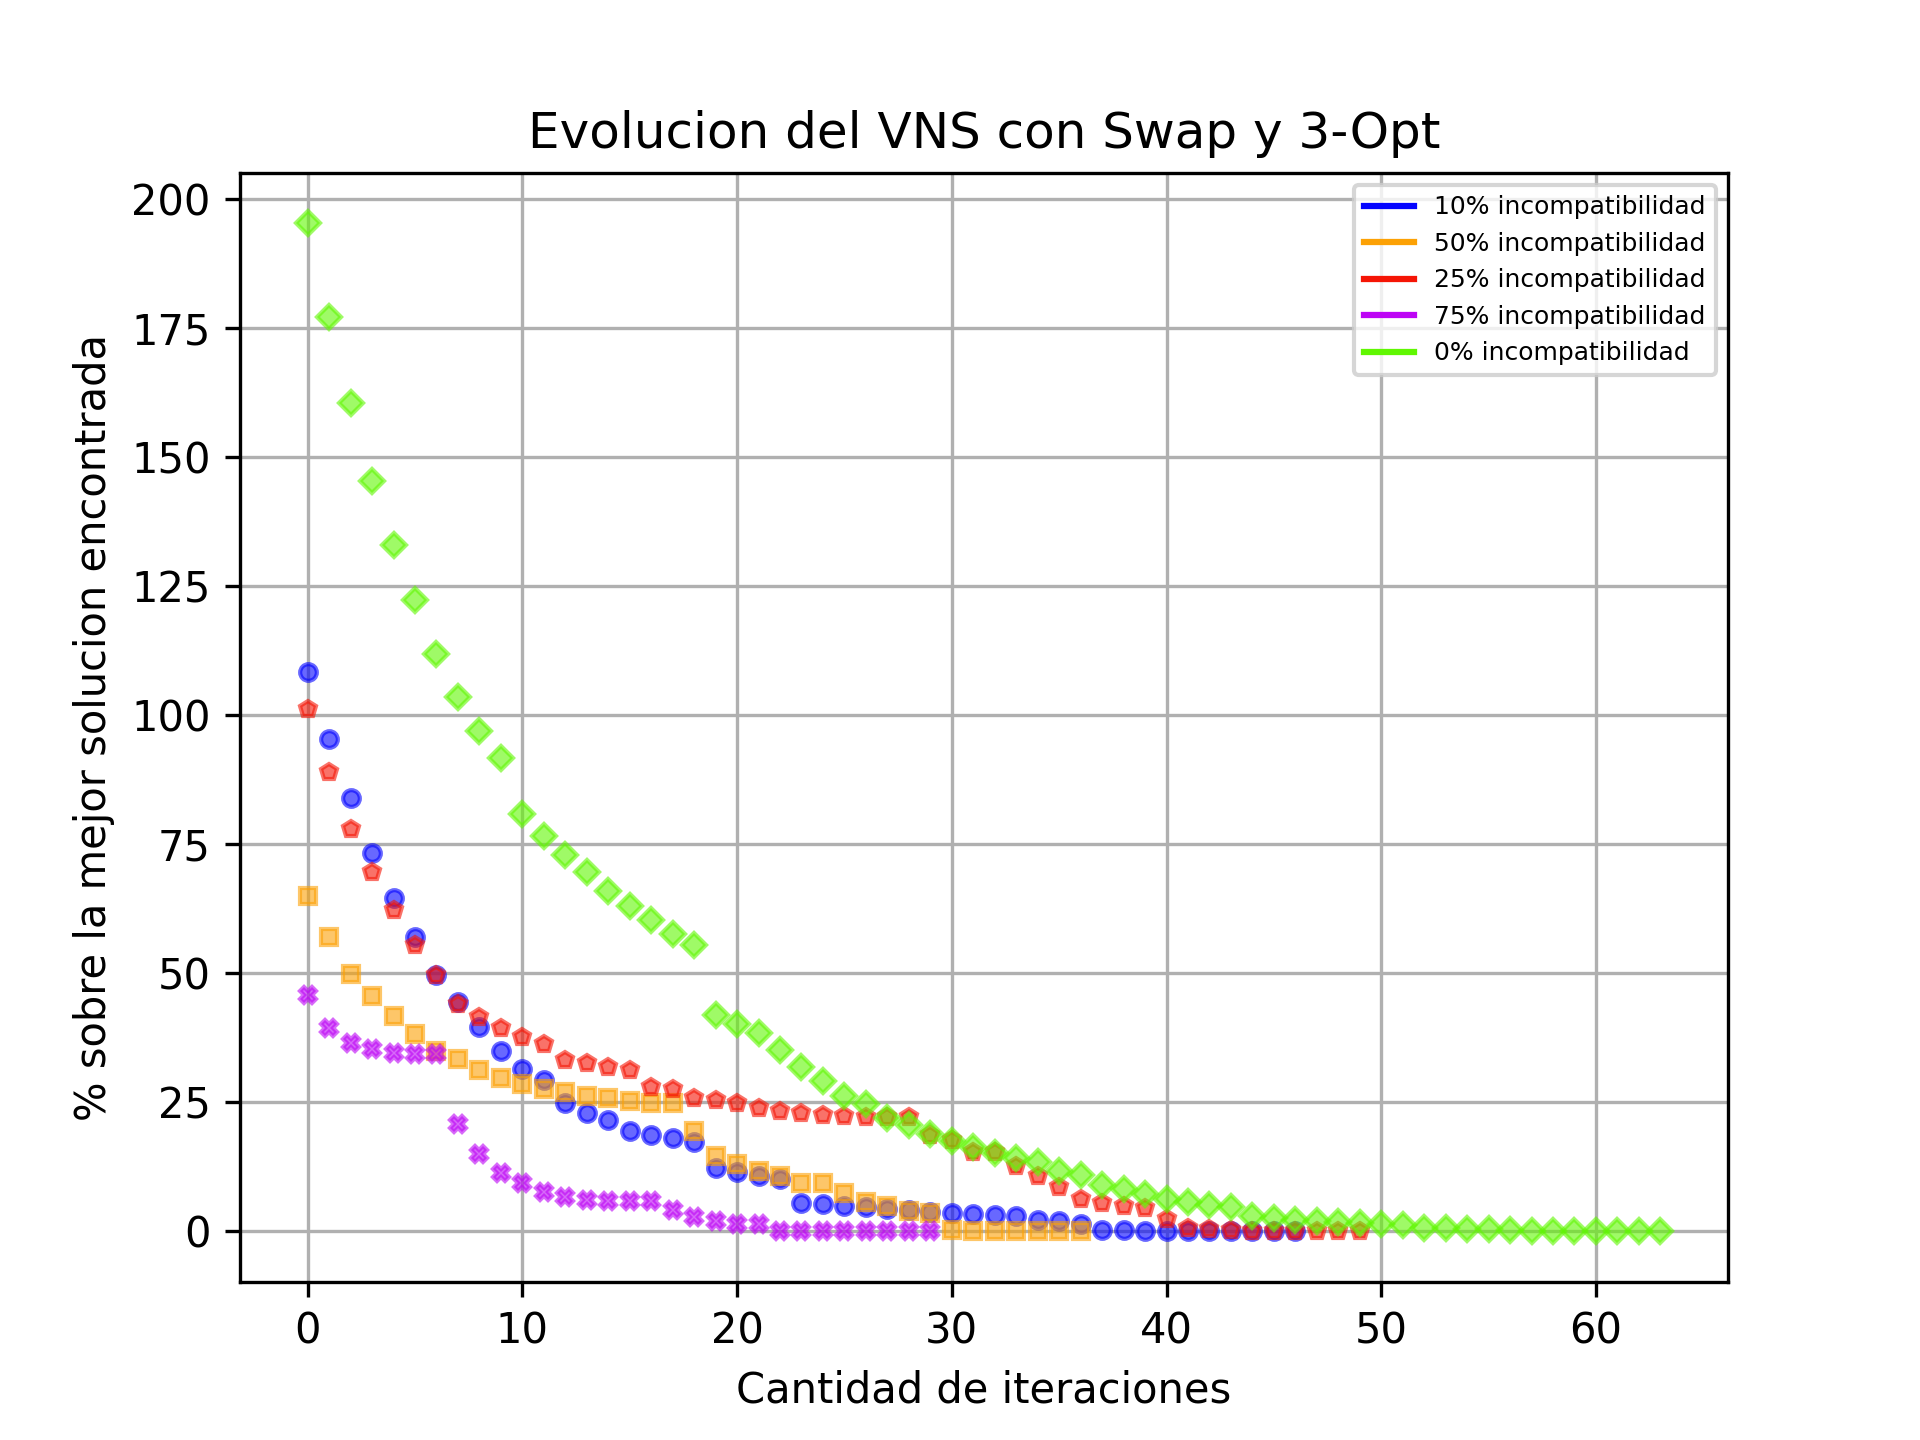 Evolucion del VNS con Swap y 3-Opt
200
175
150
125
100
75
50
25
0
% sobre la mejor solucion encontrada
10% incompatibilidad
50% incompatibilidad
25% incompatibilidad
75% incompatibilidad
0% incompatibilidad
0 10 20 30 40 50 60
Cantidad de iteraciones